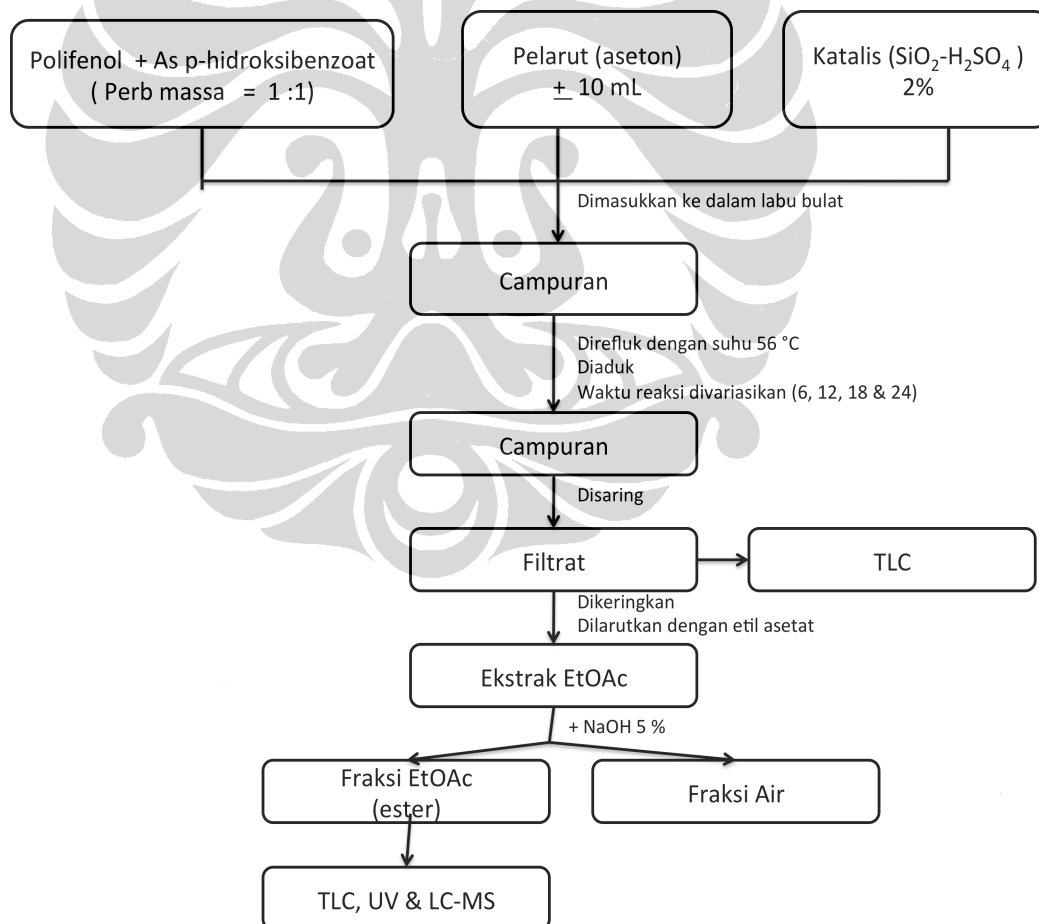 Polifenol + As p-hidroksibenzoat
( Perb massa = 1 :1)
Pelarut (aseton)
+ 10 mL
Katalis (SiO₂-H₂SO₄ )
2%
Dimasukkan ke dalam labu bulat
Campuran
Direfluk dengan suhu 56 °C
Diaduk
Waktu reaksi divariasikan (6, 12, 18 & 24)
Campuran
Disaring
Filtrat
TLC
Dikeringkan
Dilarutkan dengan etil asetat
Ekstrak EtOAc
+ NaOH 5 %
Fraksi EtOAc
(ester)
Fraksi Air
TLC, UV & LC-MS